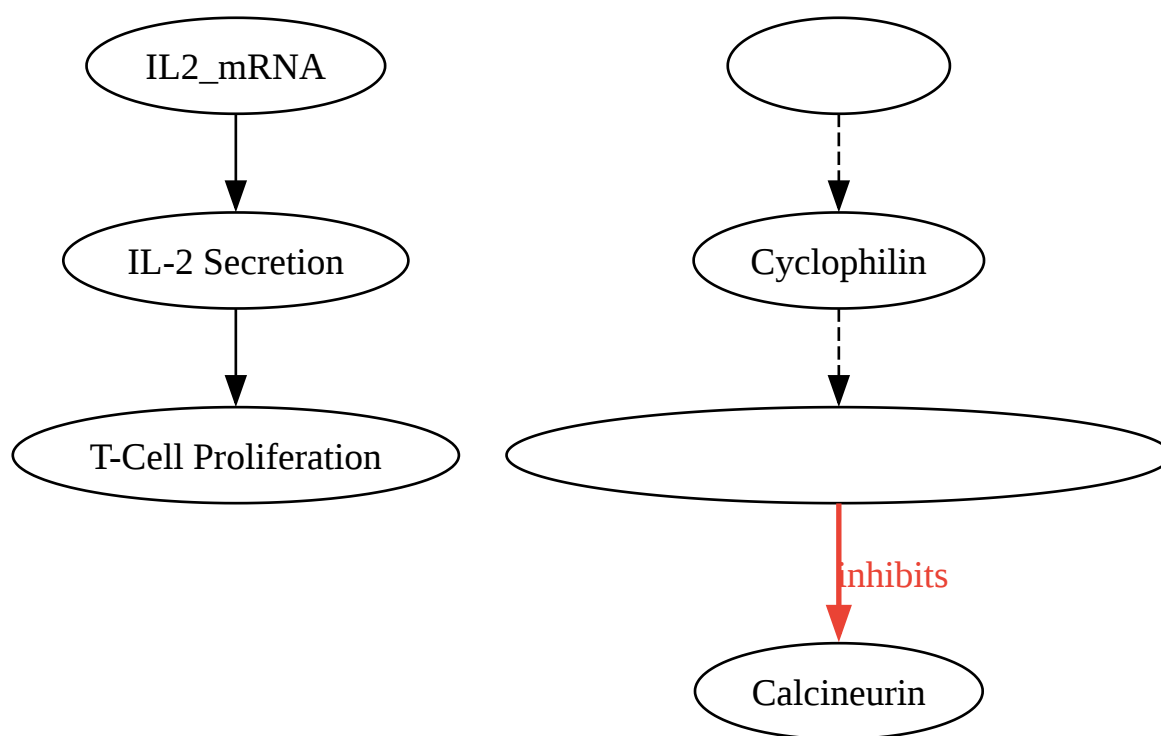 IL2_mRNA
IL-2 Secretion
T-Cell Proliferation
Cyclophilin
inhibits
Calcineurin